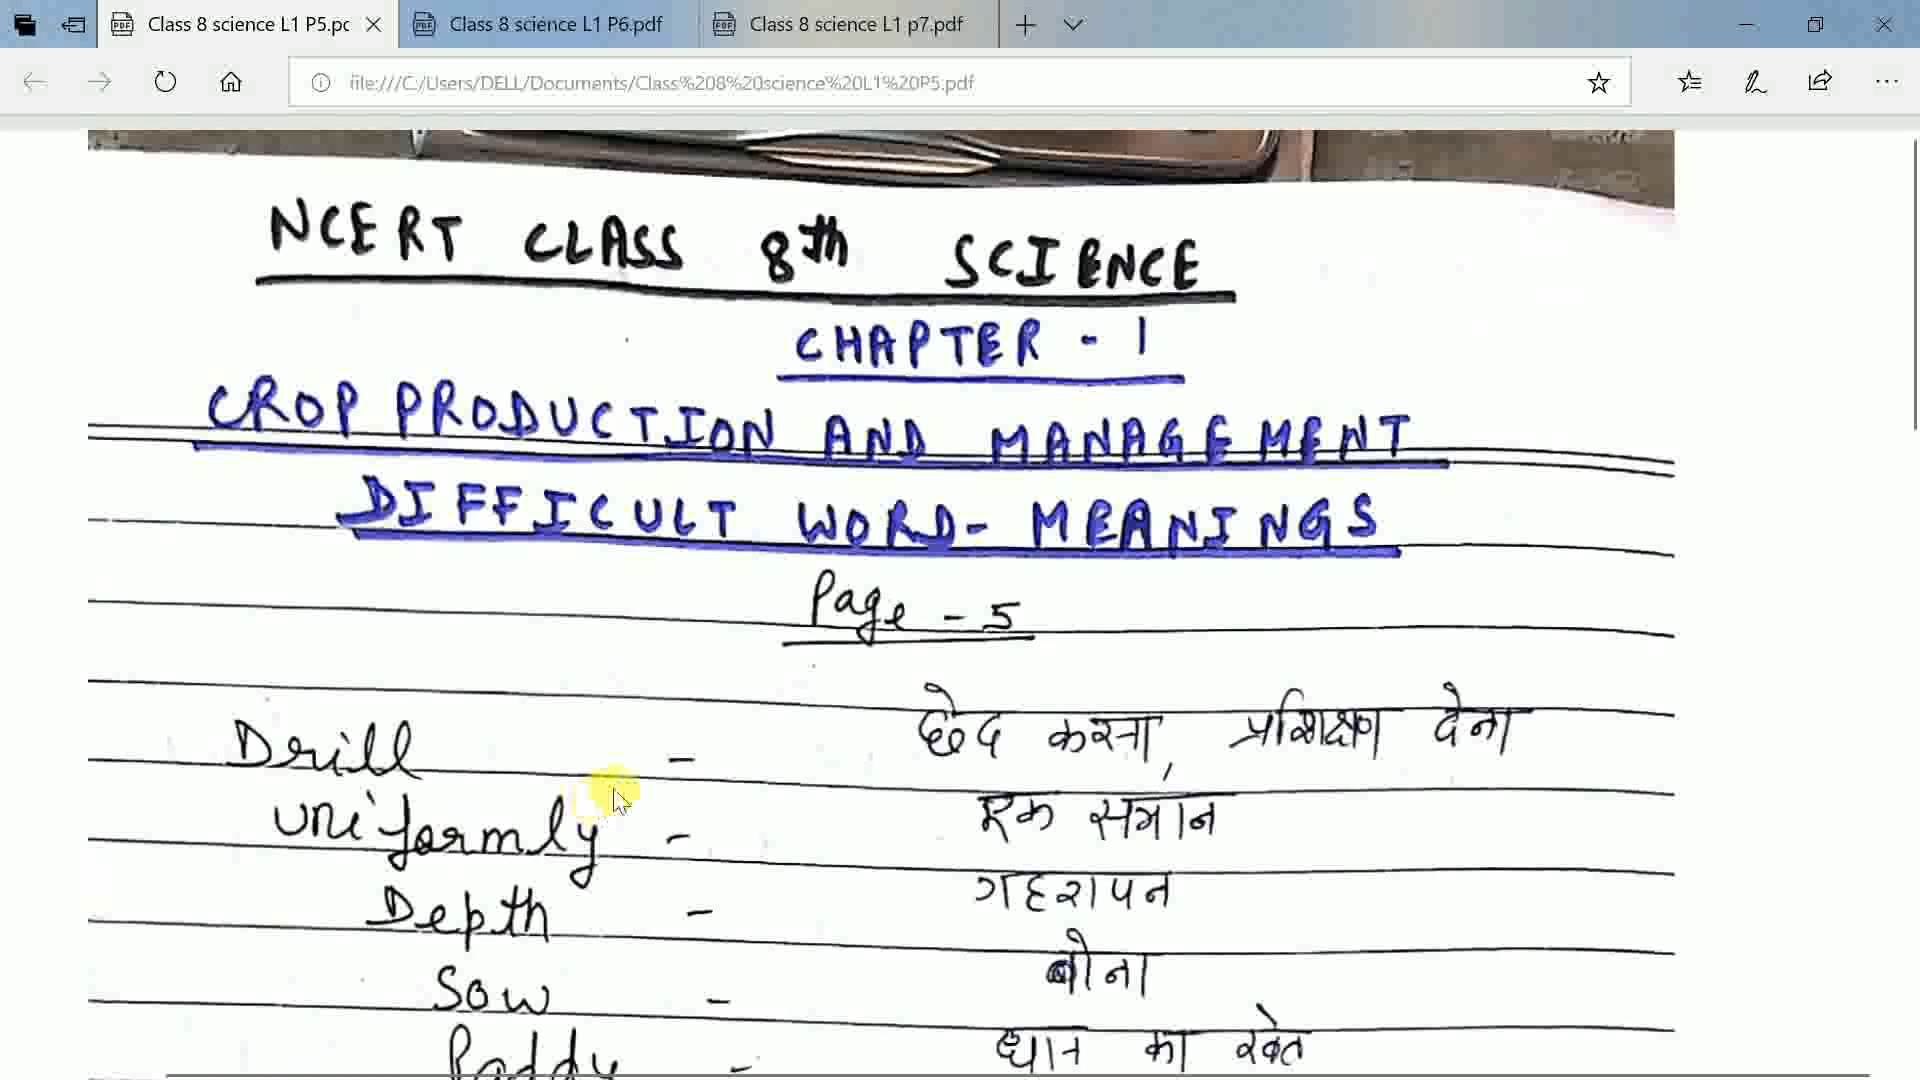 Class 8 science L1 P5.pc
Class 8 science L1 P6.pdf
Class 8 science L1 p7.pdf
file:///C:/Users/DELL/Documents/Class%208%20science%20L1%20P5.pdf
NCERT CLASS 8th SCIENCE
CHAPTER - 1
CROP PRODUCTION AND MANAGEMENT
DIFFICULT WORD- MEANINGS
Page - 5
Drill - छेद करना, प्रशिक्षण देना
Uniformly - एक समान
Depth - गहरापन
Sow - बोना
Paddy - धान का खेत